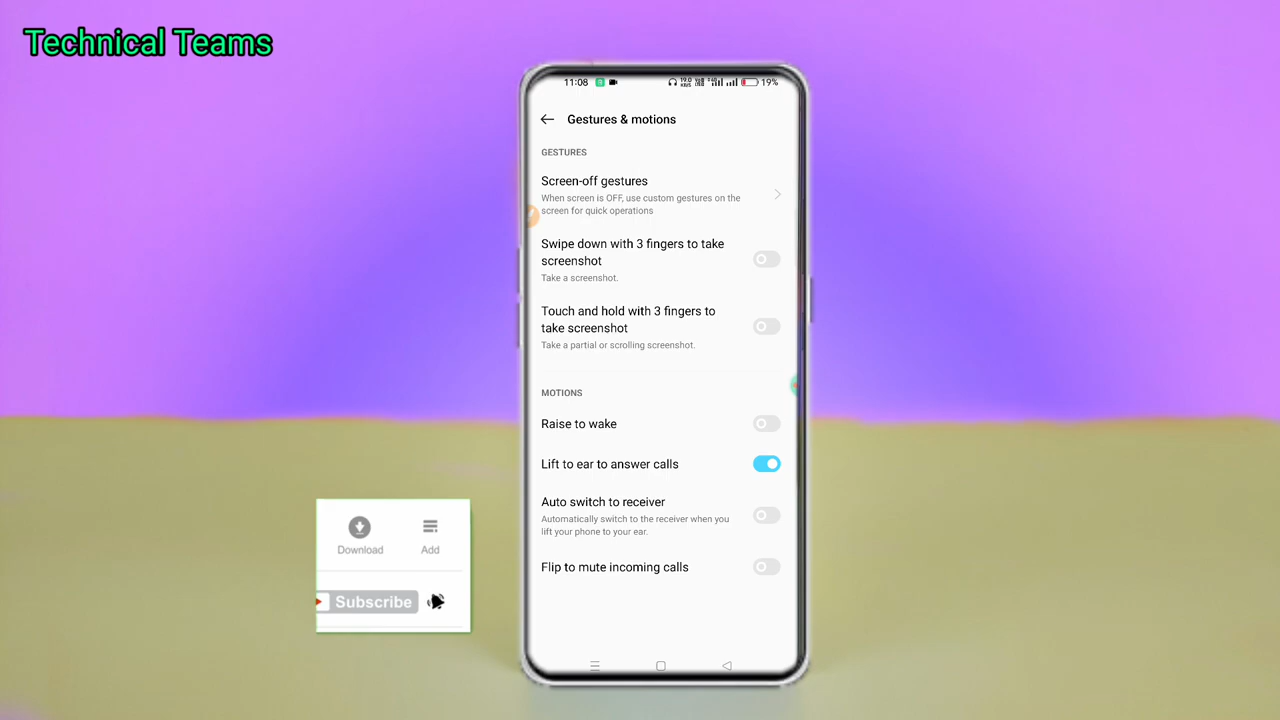 Technical Teams
11:08
19%
Gestures & motions
GESTURES
Screen-off gestures
When screen is OFF, use custom gestures on the
screen for quick operations
Swipe down with 3 fingers to take
screenshot
Take a screenshot.
Touch and hold with 3 fingers to
take screenshot
Take a partial or scrolling screenshot.
MOTIONS
Raise to wake
Lift to ear to answer calls
Auto switch to receiver
Automatically switch to the receiver when you
lift your phone to your ear.
Flip to mute incoming calls
Download
Add
Subscribe